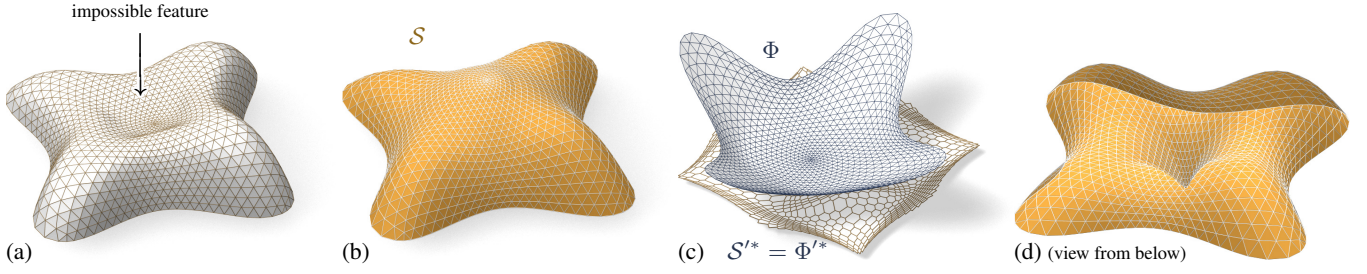 impossible feature
𝒮
Φ
(a)
(b)
(c) 𝒮′* = Φ′*
(d) (view from below)